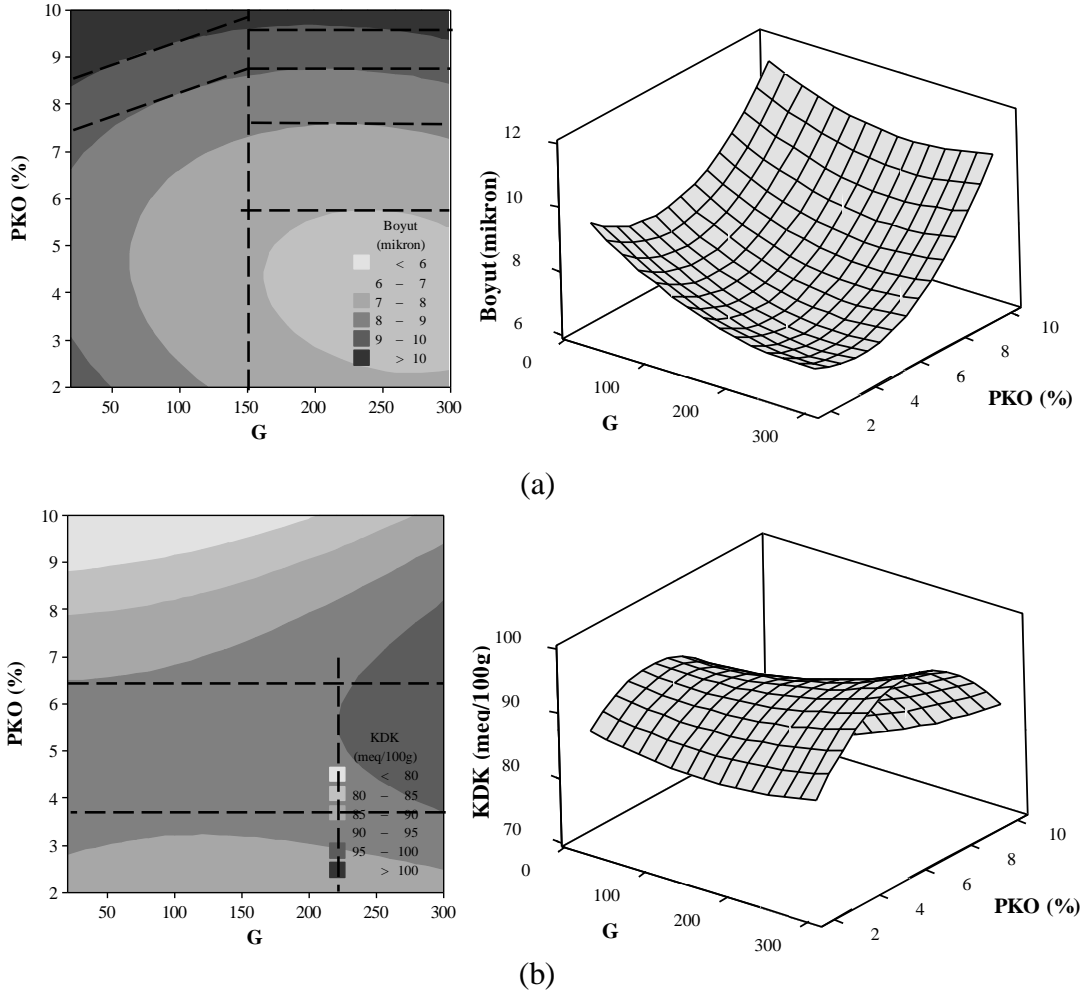 10
9
8
7
6
5
4
3
2
PKO (%)
50 100 150 200 250 300
G
Boyut
(mikron)
< 6
6 – 7
7 – 8
8 – 9
9 – 10
> 10
12
10
8
6
Boyut(mikron)
0
100
200
300
G
2
4
6
8
10
PKO (%)
(a)
10
9
8
7
6
5
4
3
2
PKO (%)
50 100 150 200 250 300
G
KDK
(meq/100g)
< 80
80 – 85
85 – 90
90 – 95
95 – 100
> 100
100
90
80
70
KDK (meq/100g)
0
100
200
300
G
2
4
6
8
10
PKO (%)
(b)